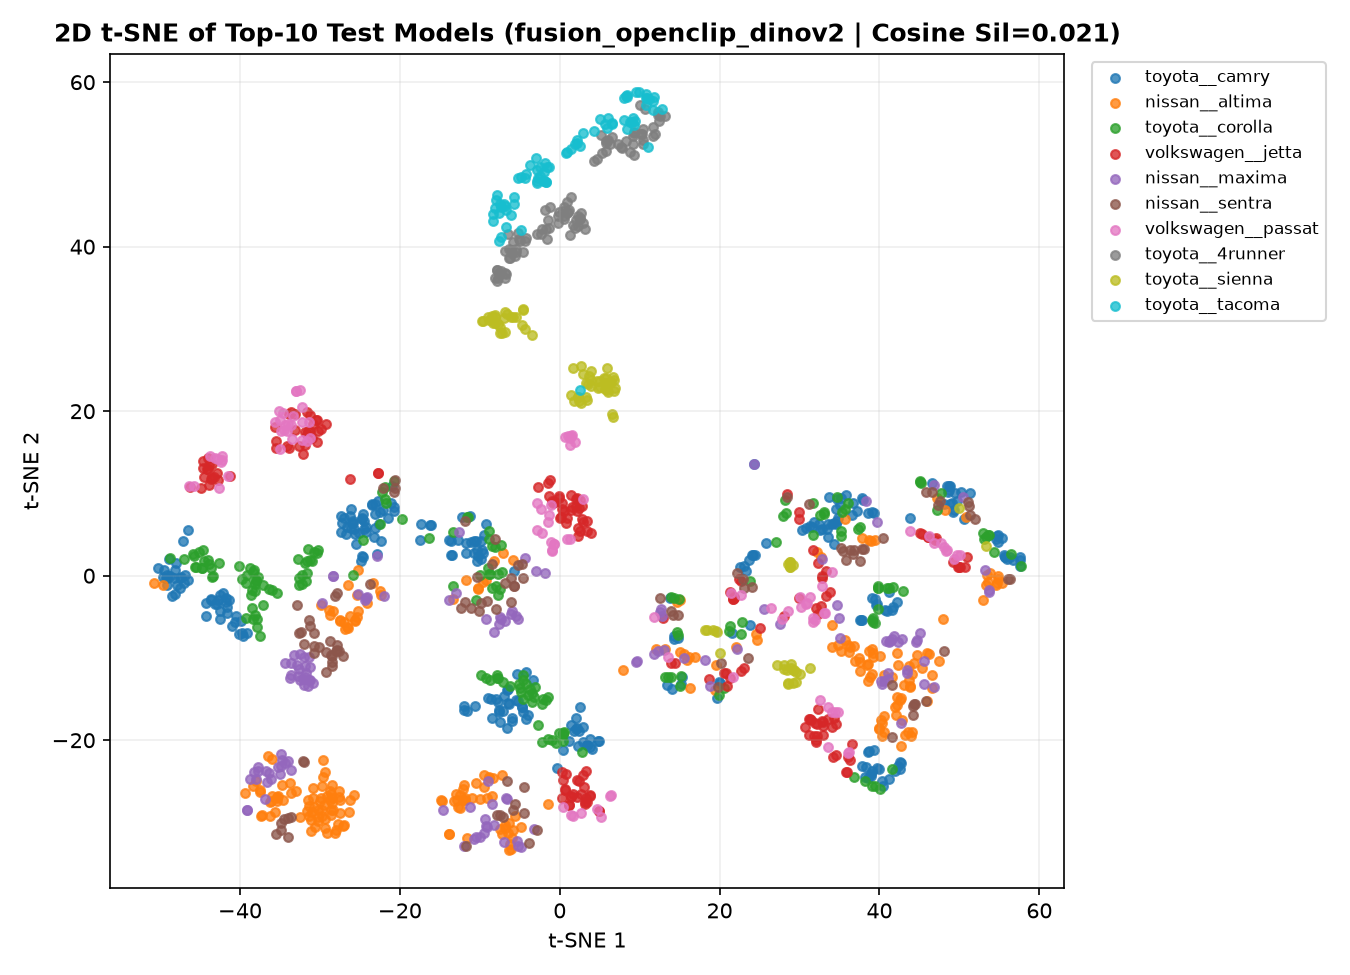 2D t-SNE of Top-10 Test Models (fusion_openclip_dinov2 | Cosine Sil=0.021)
toyota__camry
nissan__altima
toyota__corolla
volkswagen__jetta
nissan__maxima
nissan__sentra
volkswagen__passat
toyota__4runner
toyota__sienna
toyota__tacoma
60
40
20
0
−20
t-SNE 2
−40
−20
0
20
40
60
t-SNE 1